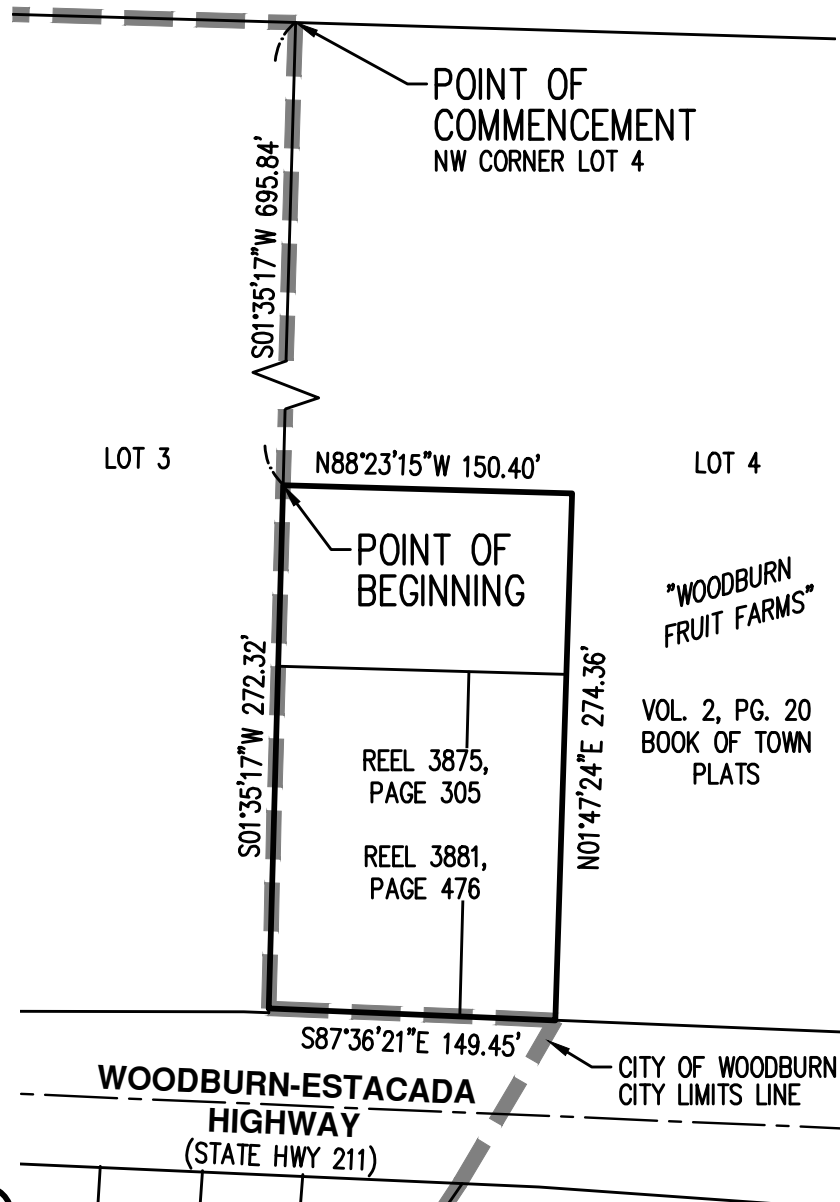 POINT OF
COMMENCEMENT
NW CORNER LOT 4
S01°35'17"W 695.84'
LOT 3
N88°23'15"W 150.40'
LOT 4
POINT OF
BEGINNING
"WOODBURN
FRUIT FARMS"
S01°35'17"W 272.32'
N01°47'24"E 274.36'
VOL. 2, PG. 20
BOOK OF TOWN
PLATS
REEL 3875,
PAGE 305
REEL 3881,
PAGE 476
S87°36'21"E 149.45'
CITY OF WOODBURN
CITY LIMITS LINE
WOODBURN-ESTACADA
HIGHWAY
(STATE HWY 211)